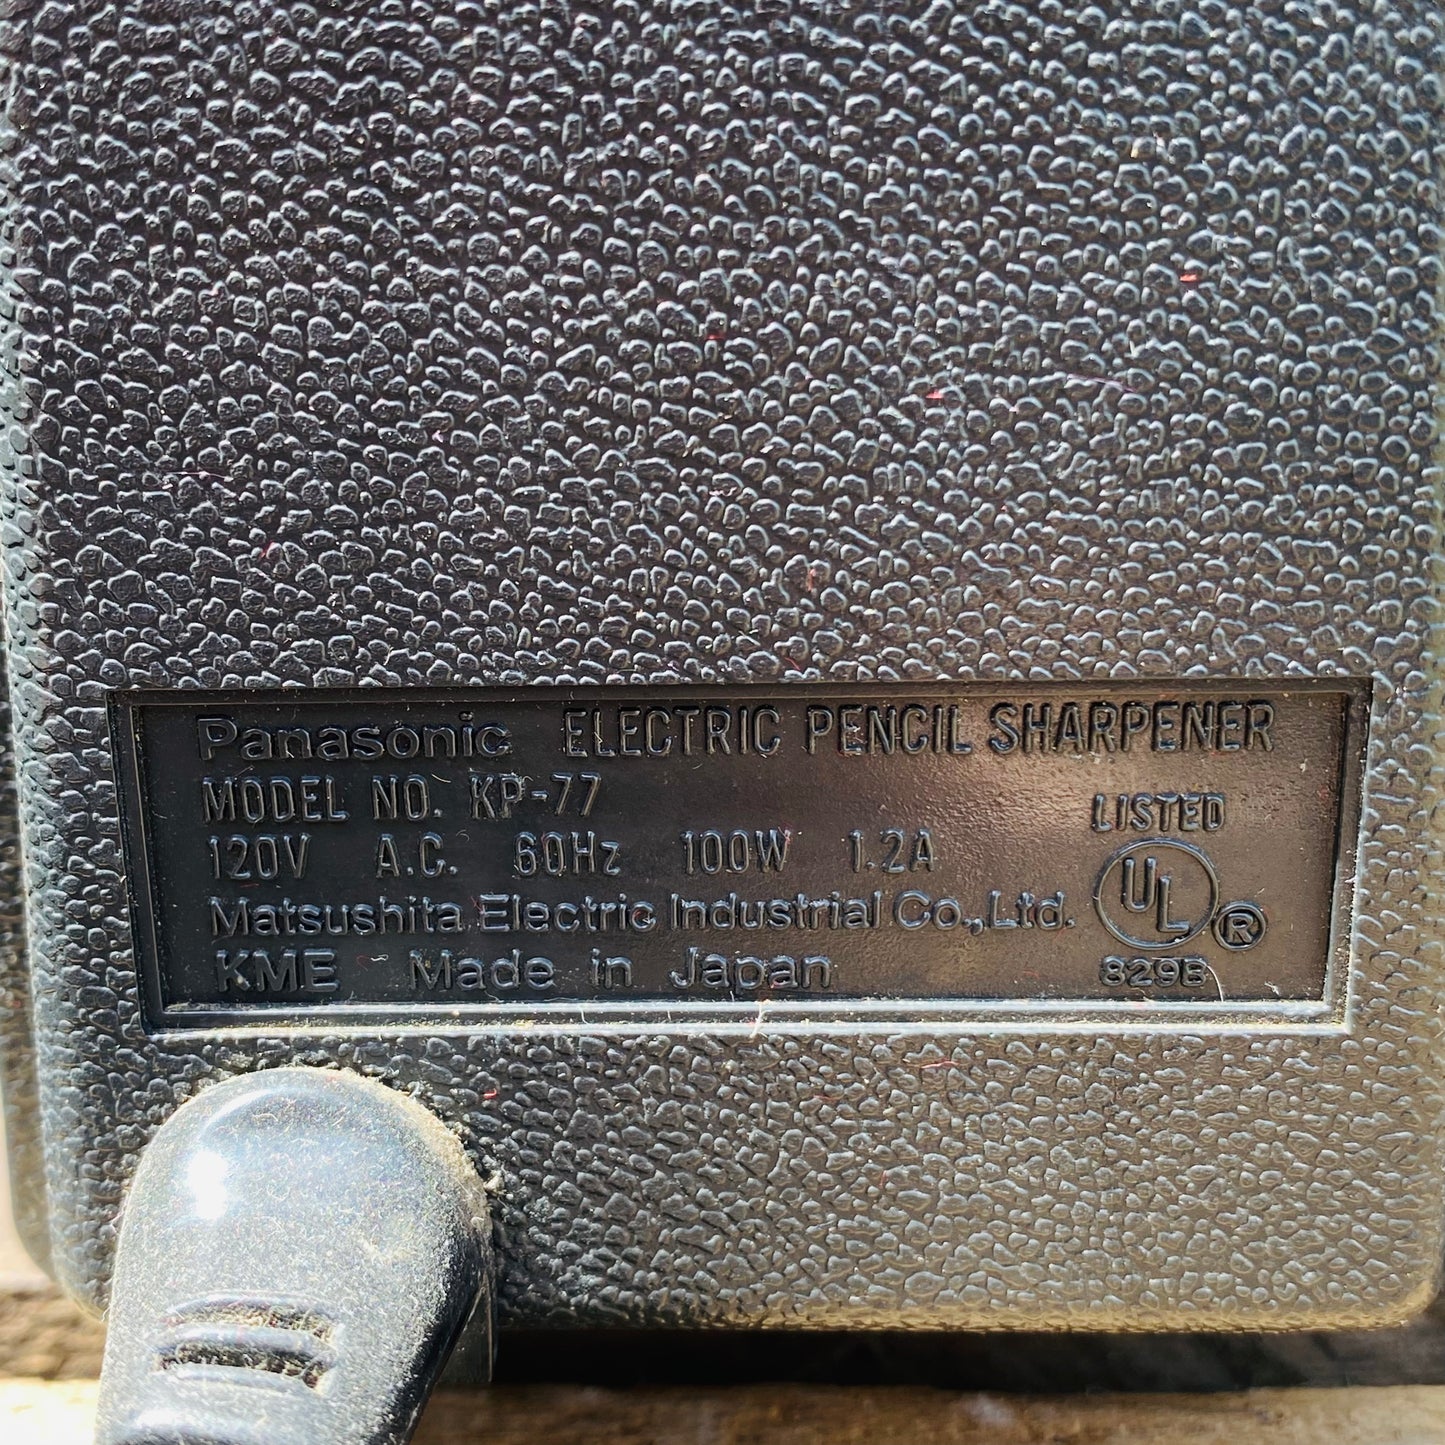 Panasonic ELECTRIC PENCIL SHARPENER
MODEL NO. KP-77
120V A.C. 60Hz 100W 1.2A
LISTED
UL ®
Matsushita Electric Industrial Co.,Ltd.
KME Made in Japan
829B